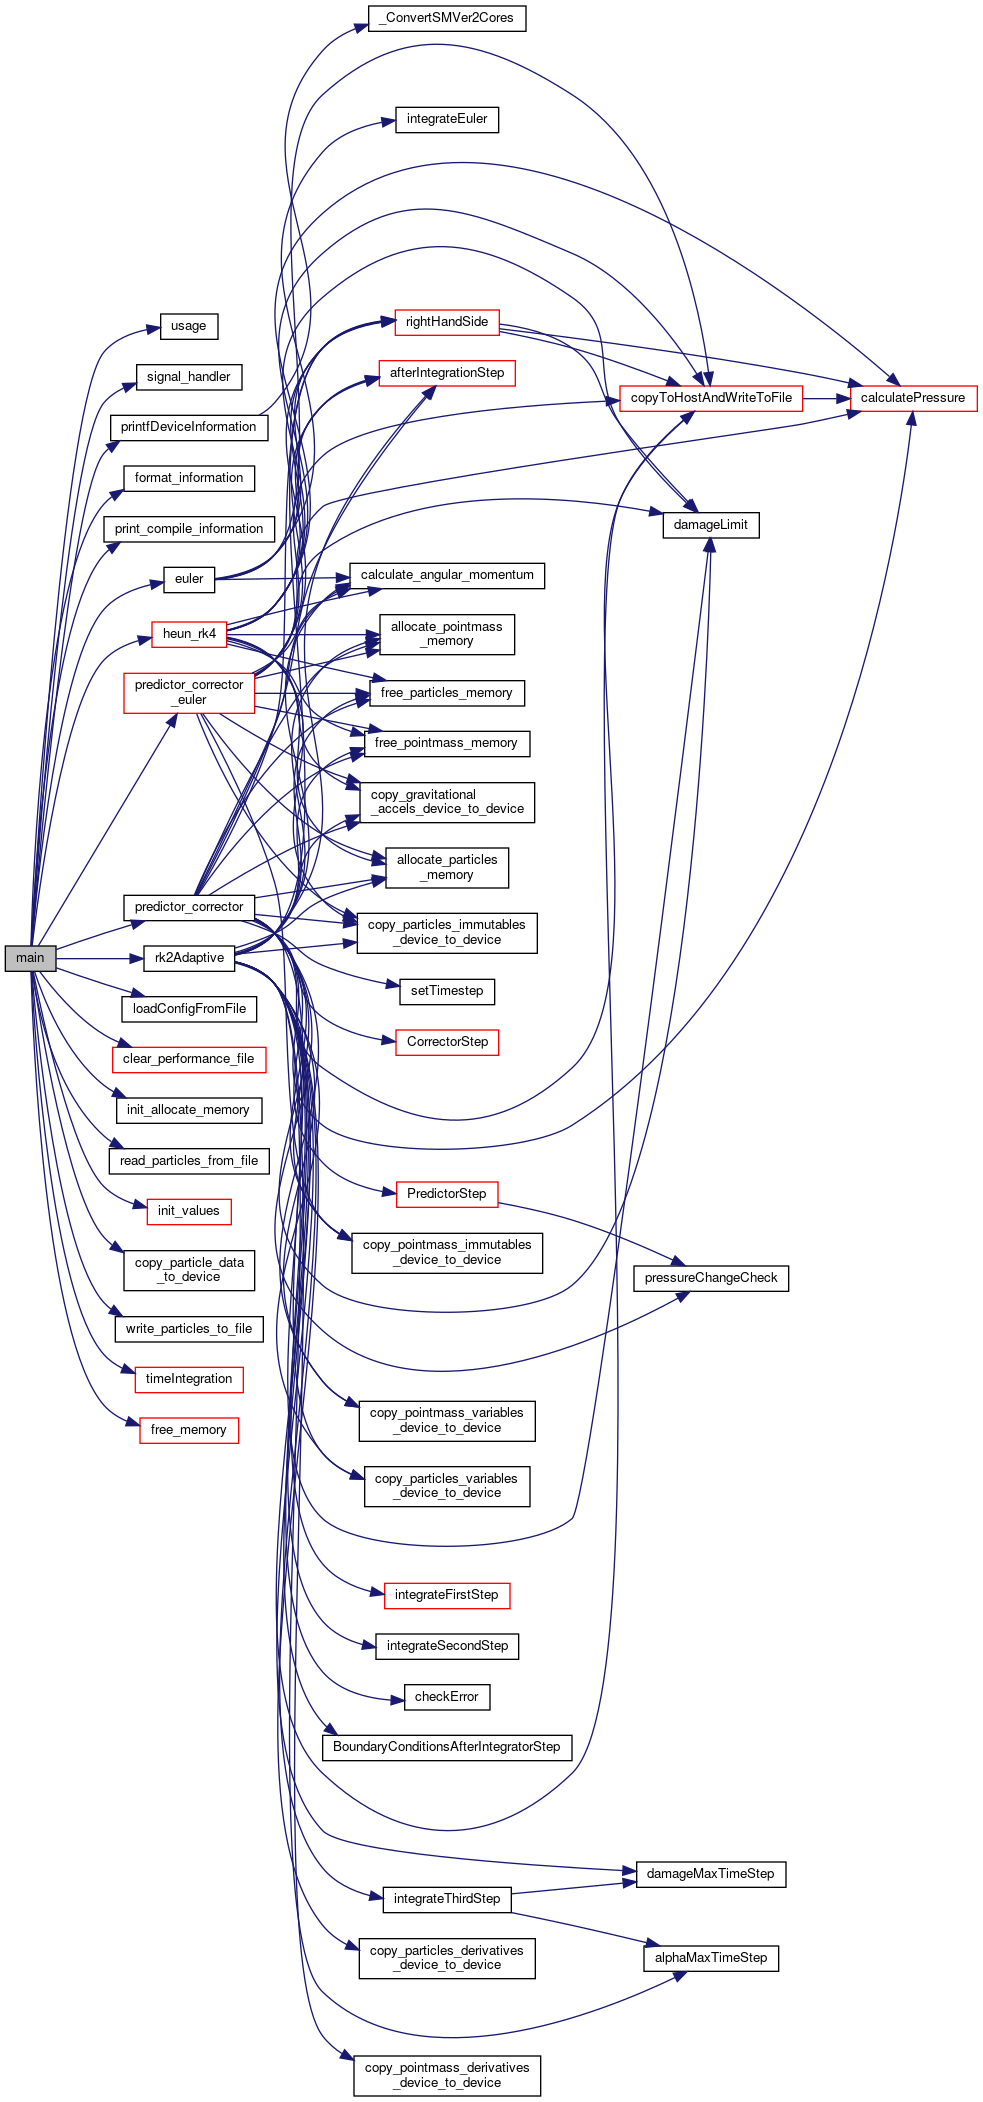 _ConvertSMVer2Cores
integrateEuler
usage
rightHandSide
signal_handler
afterIntegrationStep
copyToHostAndWriteToFile
calculatePressure
printfDeviceInformation
format_information
print_compile_information
damageLimit
euler
calculate_angular_momentum
heun_rk4
allocate_pointmass
_memory
predictor_corrector
_euler
free_particles_memory
free_pointmass_memory
copy_gravitational
_accels_device_to_device
allocate_particles
_memory
predictor_corrector
copy_particles_immutables
_device_to_device
main
rk2Adaptive
setTimestep
loadConfigFromFile
CorrectorStep
clear_performance_file
init_allocate_memory
read_particles_from_file
PredictorStep
init_values
copy_pointmass_immutables
_device_to_device
copy_particle_data
_to_device
pressureChangeCheck
write_particles_to_file
timeIntegration
copy_pointmass_variables
_device_to_device
free_memory
copy_particles_variables
_device_to_device
integrateFirstStep
integrateSecondStep
checkError
BoundaryConditionsAfterIntegratorStep
damageMaxTimeStep
integrateThirdStep
copy_particles_derivatives
_device_to_device
alphaMaxTimeStep
copy_pointmass_derivatives
_device_to_device